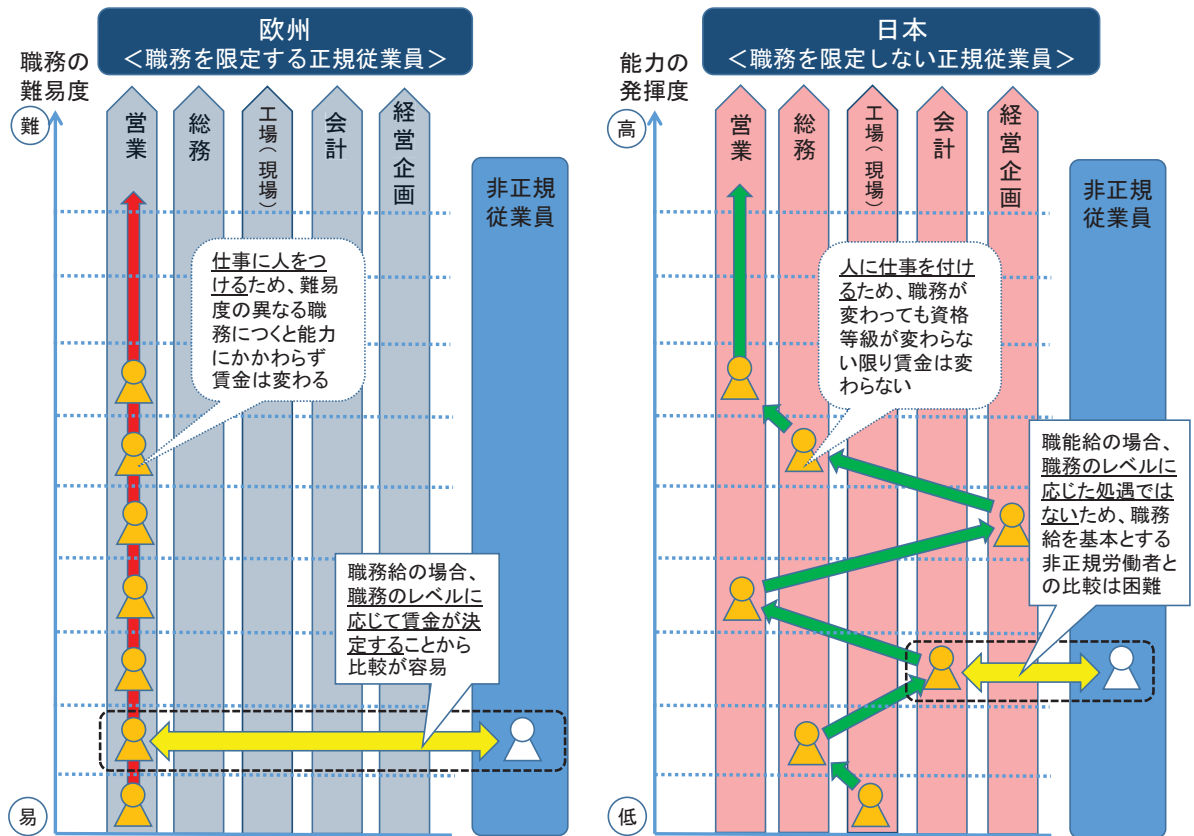 欧州
＜職務を限定する正規従業員＞
職務の
難易度
難
営業
総務
工場（現場）
会計
経営企画
非正規
従業員
仕事に人をつ
けるため、難易
度の異なる職
務につくと能力
にかかわらず
賃金は変わる
職務給の場合、
職務のレベルに
応じて賃金が決
定することから
比較が容易
易
日本
＜職務を限定しない正規従業員＞
能力の
発揮度
高
営業
総務
工場（現場）
会計
経営企画
非正規
従業員
人に仕事を付け
るため、職務が
変わっても資格
等級が変わらな
い限り賃金は変
わらない
職能給の場合、
職務のレベルに
応じた処遇では
ないため、職務
給を基本とする
非正規労働者と
の比較は困難
低